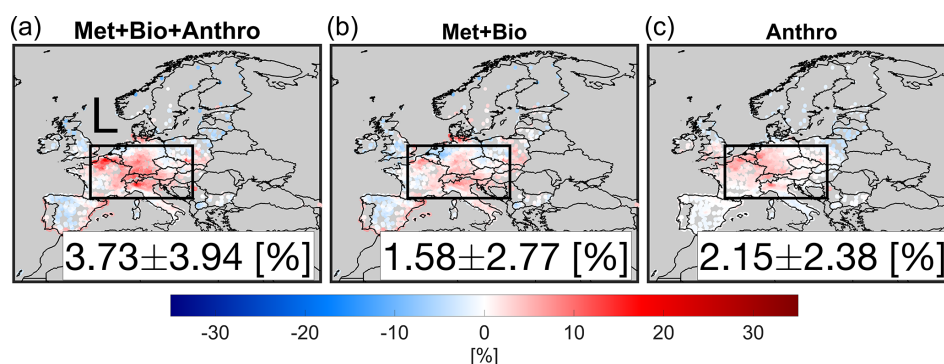 (a) Met+Bio+Anthro (b) Met+Bio (c) Anthro
L
3.73±3.94 [%] 1.58±2.77 [%] 2.15±2.38 [%]
-30 -20 -10 0 10 20 30
[%]